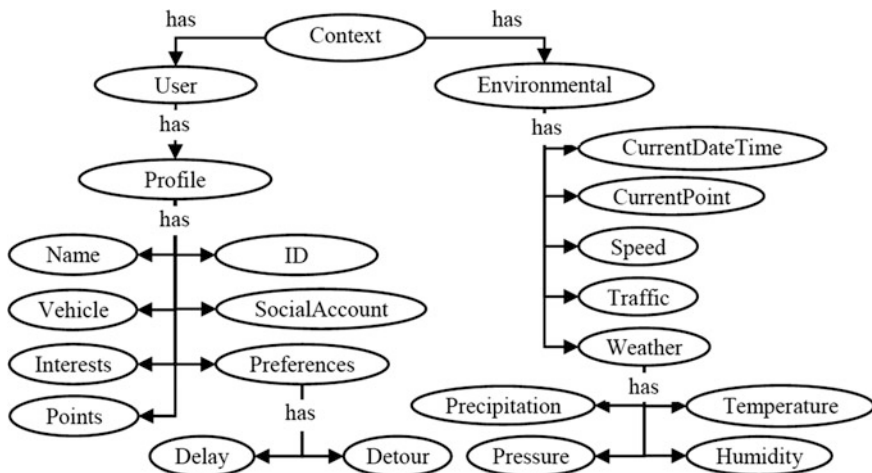 has
Context
has
User
Environmental
has
has
Profile
CurrentDateTime
has
CurrentPoint
Name
ID
Speed
Vehicle
SocialAccount
Traffic
Interests
Preferences
Weather
has
Points
has
Precipitation
Temperature
Delay
Detour
Pressure
Humidity